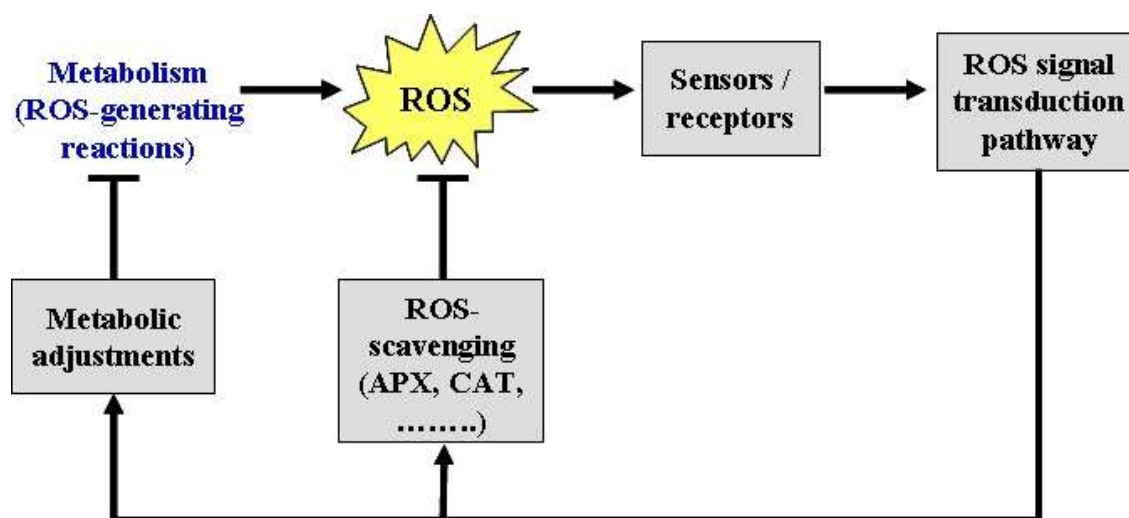 Metabolism
(ROS-generating
reactions)
ROS
Sensors /
receptors
ROS signal
transduction
pathway
Metabolic
adjustments
ROS-
scavenging
(APX, CAT,
........)